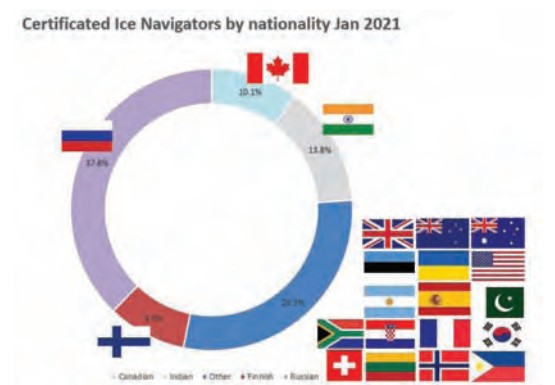 Certificated Ice Navigators by nationality Jan 2021
10.1%
13.8%
37.8%
Canadian Indian Other Finnish Russian